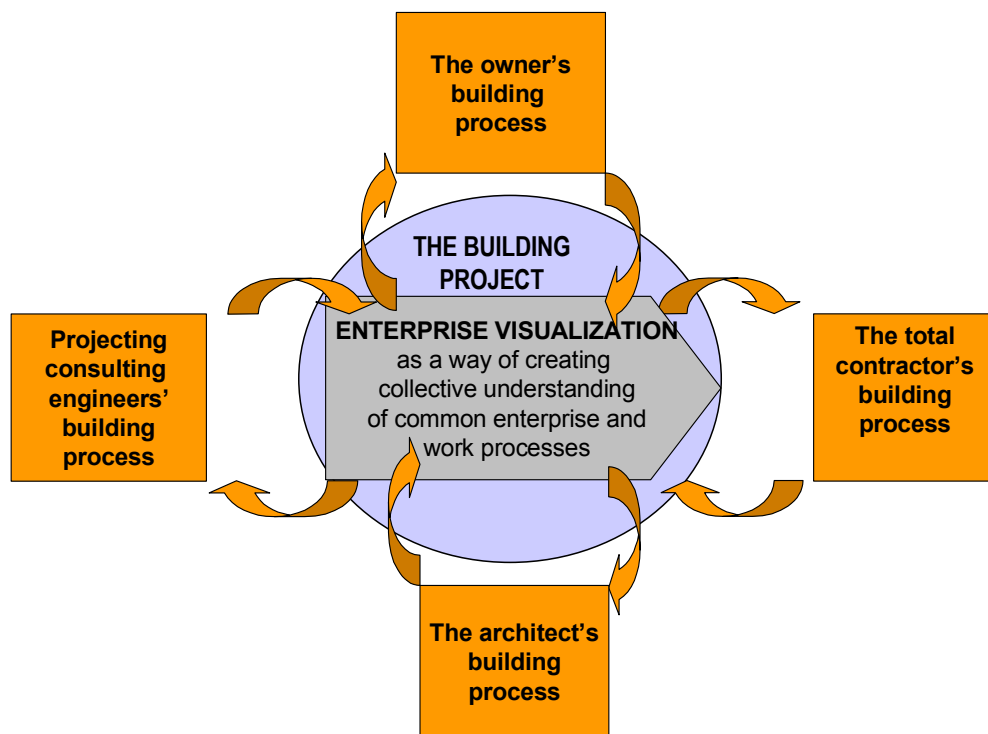 The owner's
building
process
THE BUILDING
PROJECT
Projecting
consulting
engineers'
building
process
ENTERPRISE VISUALIZATION
as a way of creating
collective understanding
of common enterprise and
work processes
The total
contractor's
building
process
The architect's
building
process